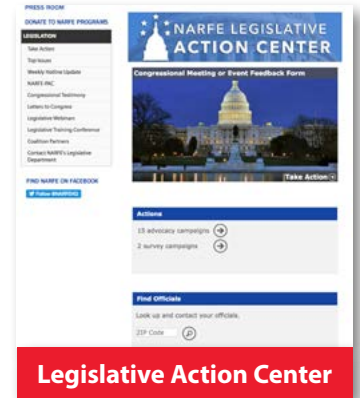 PRESS ROOM
DONATE TO NARFE PROGRAMS
LEGISLATION
Take Action
Top Issues
Weekly Hotline Update
NARFE-PAC
Congressional Testimony
Letters to Congress
Legislative Webinars
Legislative Training Conference
Coalition Partners
Contact NARFE's Legislative
Department
FIND NARFE ON FACEBOOK
Follow @NARFEHQ
NARFE LEGISLATIVE
ACTION CENTER
Congressional Meeting or Event Feedback Form
Take Action
Actions
15 advocacy campaigns
2 survey campaigns
Find Officials
Look up and contact your officials.
ZIP Code
Legislative Action Center